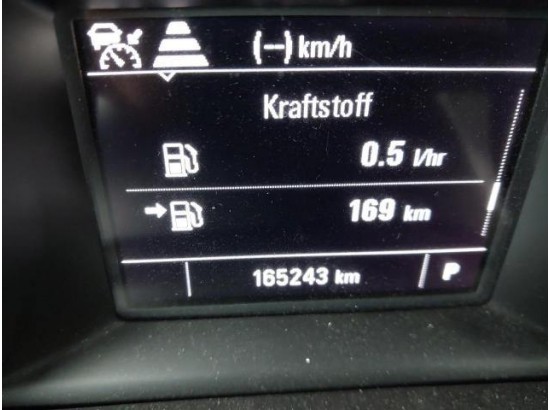 (---) km/h
Kraftstoff
0.5 l/hr
169 km
165243 km P